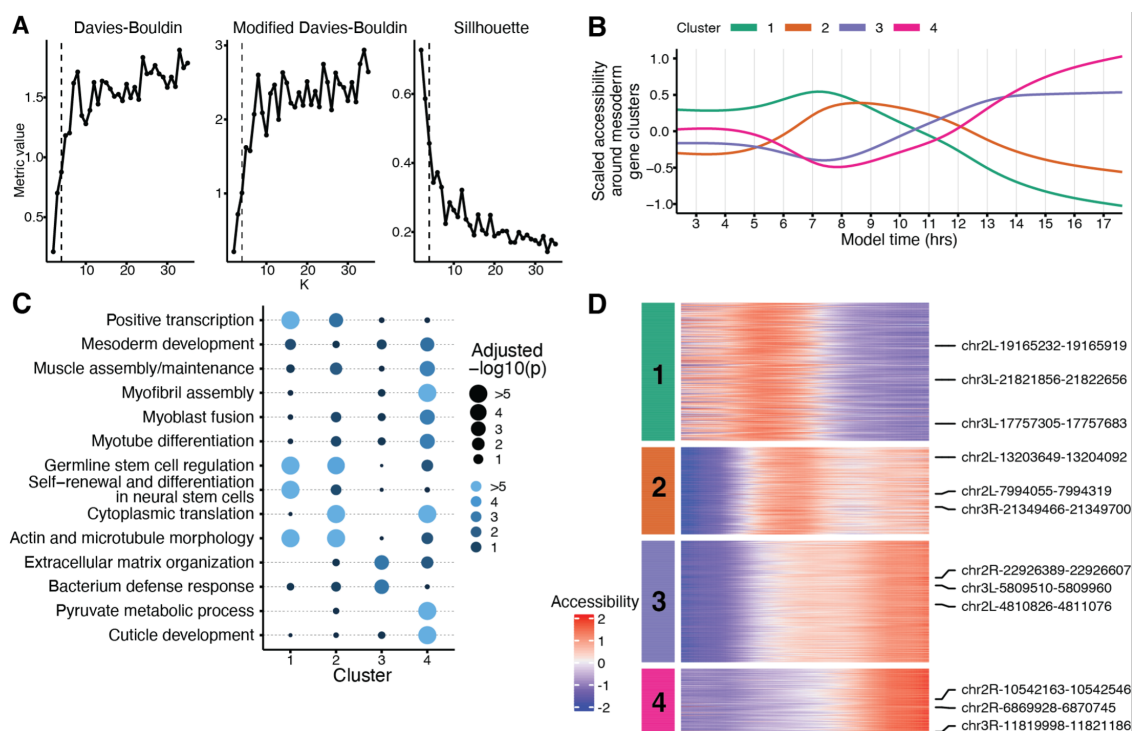 A
Davies-Bouldin
Modified Davies-Bouldin
Sillhouette
Metric value
1.5
1.0
0.5
10
20
30
3
2
1
10
20
30
K
0.6
0.4
0.2
10
20
30
B
Cluster
1
2
3
4
Scaled accessibility
around mesoderm
gene clusters
1.0
0.5
0.0
−0.5
−1.0
3
4
5
6
7
8
9
10
11
12
13
14
15
16
17
Model time (hrs)
C
Positive transcription
Mesoderm development
Muscle assembly/maintenance
Myofibril assembly
Myoblast fusion
Myotube differentiation
Germline stem cell regulation
Self−renewal and differentiation
in neural stem cells
Cytoplasmic translation
Actin and microtubule morphology
Extracellular matrix organization
Bacterium defense response
Pyruvate metabolic process
Cuticle development
1
2
3
4
Cluster
Adjusted
−log10(p)
>5
4
3
2
1
>5
4
3
2
1
D
1
2
3
4
chr2L-19165232-19165919
chr3L-21821856-21822656
chr3L-17757305-17757683
chr2L-13203649-13204092
chr2L-7994055-7994319
chr3R-21349466-21349700
chr2R-22926389-22926607
chr3L-5809510-5809960
chr2L-4810826-4811076
chr2R-10542163-10542546
chr2R-6869928-6870745
chr3R-11819998-11821186
Accessibility
2
1
0
-1
-2